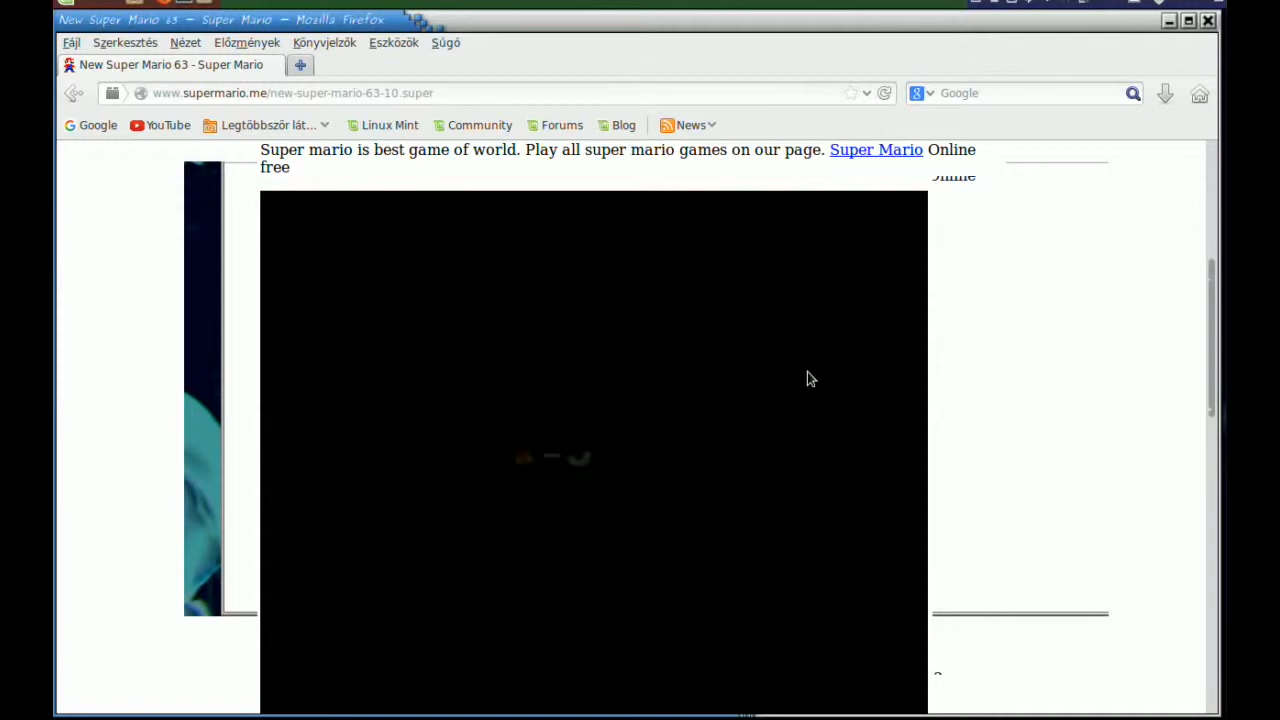 New Super Mario 63 - Super Mario - Mozilla Firefox
Fájl Szerkesztés Nézet Előzmények Könyvjelzők Eszközök Súgó
New Super Mario 63 - Super Mario
www.supermario.me/new-super-mario-63-10.super
Google
Google YouTube Legtöbbször lát... Linux Mint Community Forums Blog News
Super mario is best game of world. Play all super mario games on our page. Super Mario Online
free
Online